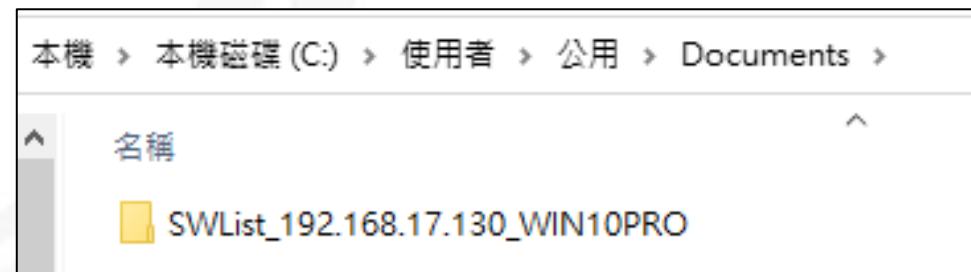 本機 > 本機磁碟 (C:) > 使用者 > 公用 > Documents >
名稱
SWList_192.168.17.130_WIN10PRO